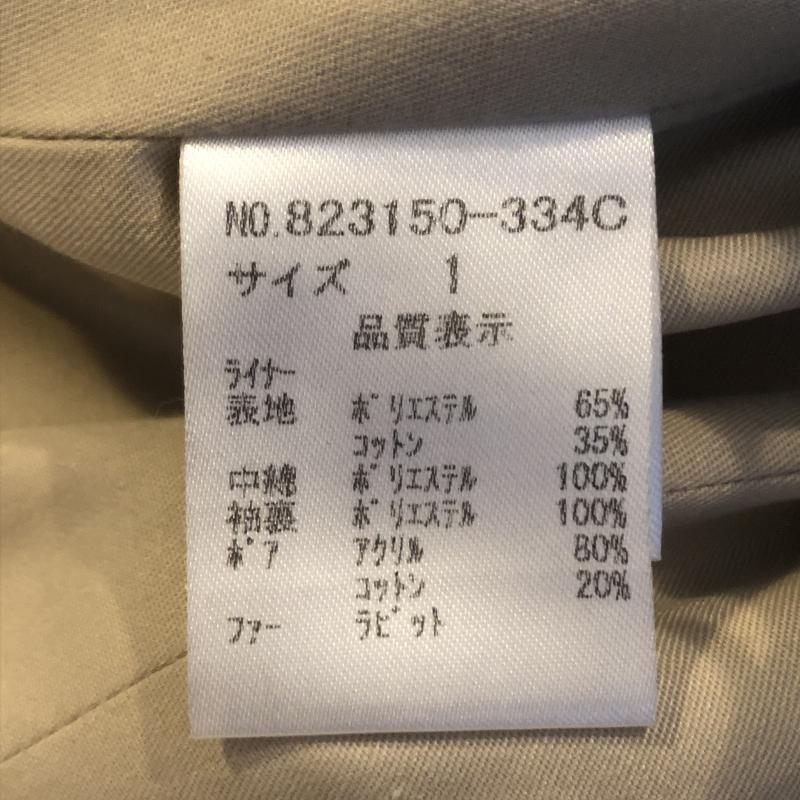 NO.823150-334C
サイズ 1
品質表示
ライナー
表地 ポリエステル 65%
コットン 35%
中綿 ポリエステル 100%
袖裏 ポリエステル 100%
ボア アクリル 80%
コットン 20%
ファー ラビット